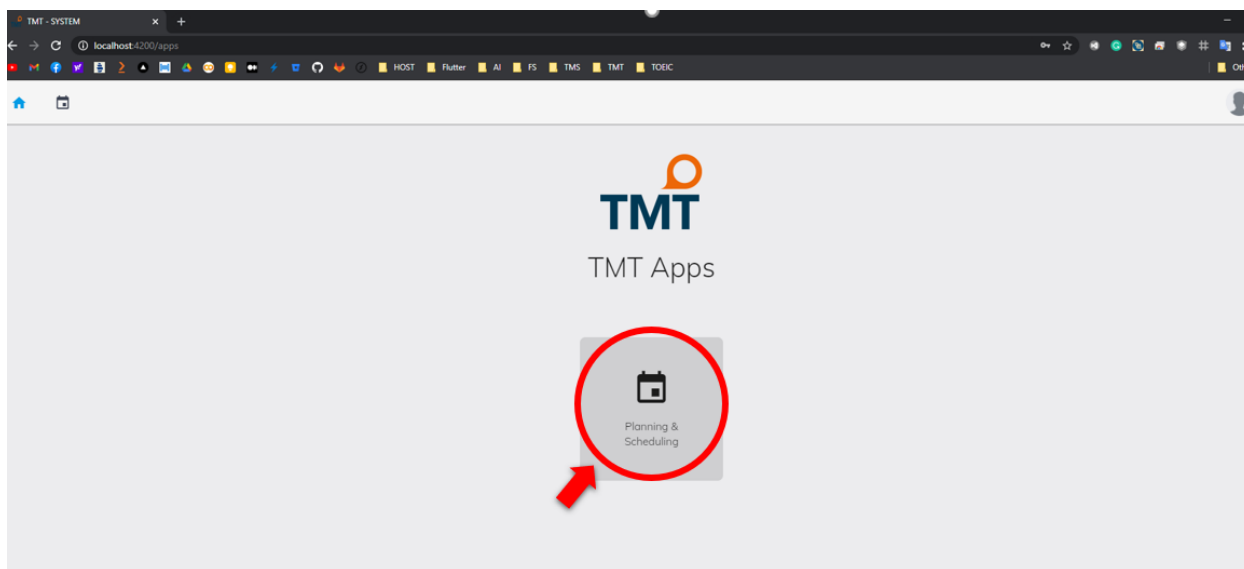 TMT - SYSTEM
localhost:4200/apps
HOST Flutter AI FS TMS TMT TOEIC
TMT
TMT Apps
Planning &
Scheduling